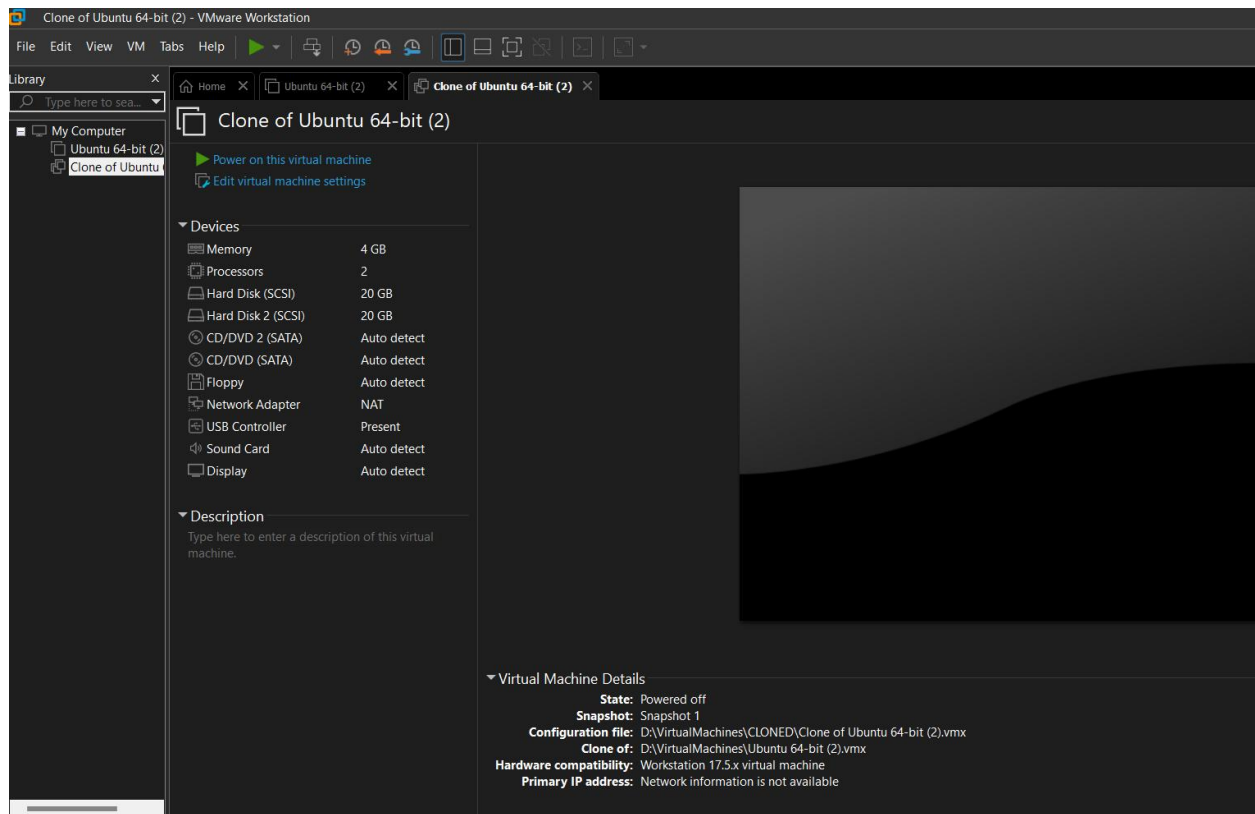 Clone of Ubuntu 64-bit (2) - VMware Workstation
File Edit View VM Tabs Help
Library X
Type here to sea...
Home Ubuntu 64-bit (2) Clone of Ubuntu 64-bit (2)
My Computer
Ubuntu 64-bit (2)
Clone of Ubuntu
Clone of Ubuntu 64-bit (2)
Power on this virtual machine
Edit virtual machine settings
Devices
Memory 4 GB
Processors 2
Hard Disk (SCSI) 20 GB
Hard Disk 2 (SCSI) 20 GB
CD/DVD 2 (SATA) Auto detect
CD/DVD (SATA) Auto detect
Floppy Auto detect
Network Adapter NAT
USB Controller Present
Sound Card Auto detect
Display Auto detect
Description
Type here to enter a description of this virtual
machine.
Virtual Machine Details
State: Powered off
Snapshot: Snapshot 1
Configuration file: D:\VirtualMachines\CLONED\Clone of Ubuntu 64-bit (2).vmx
Clone of: D:\VirtualMachines\Ubuntu 64-bit (2).vmx
Hardware compatibility: Workstation 17.5.x virtual machine
Primary IP address: Network information is not available